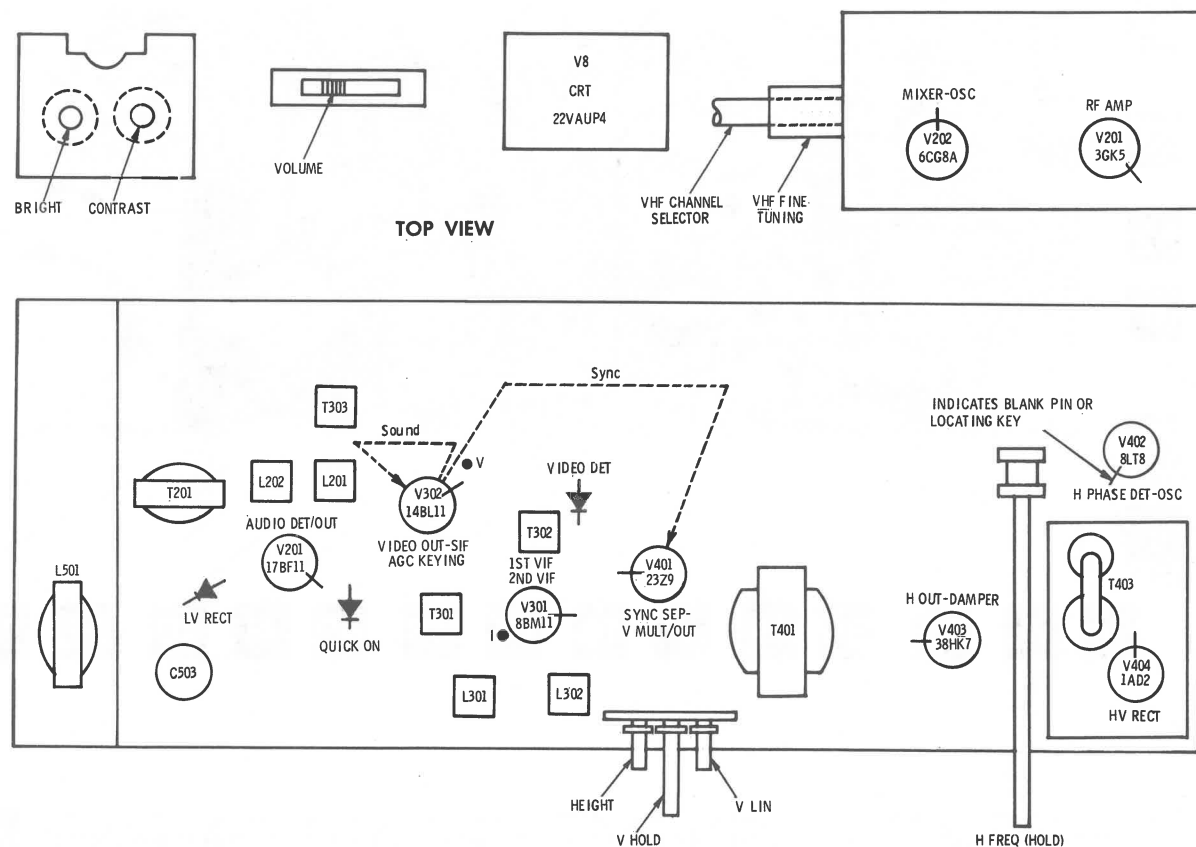 V8
CRT
22VAUP4
MIXER-OSC
V202
6CG8A
RF AMP
V201
3GK5
BRIGHT
CONTRAST
VOLUME
VHF CHANNEL
SELECTOR
VHF FINE
TUNING
TOP VIEW
Sync
T303
Sound
INDICATES BLANK PIN OR
LOCATING KEY
V402
8LT8
H PHASE DET-OSC
V
VIDEO DET
T201
L202
L201
V302
14BL11
VIDEO OUT-SIF
AGC KEYING
T302
AUDIO DET/OUT
V201
17BF11
1ST VIF
2ND VIF
V301
8BM11
V401
23Z9
SYNC SEP-
V MULT/OUT
L501
LV RECT
QUICK ON
T301
I
T401
H OUT-DAMPER
V403
38HK7
T403
V404
1AD2
HV RECT
C503
L301
L302
HEIGHT
V HOLD
V LIN
H FREQ (HOLD)